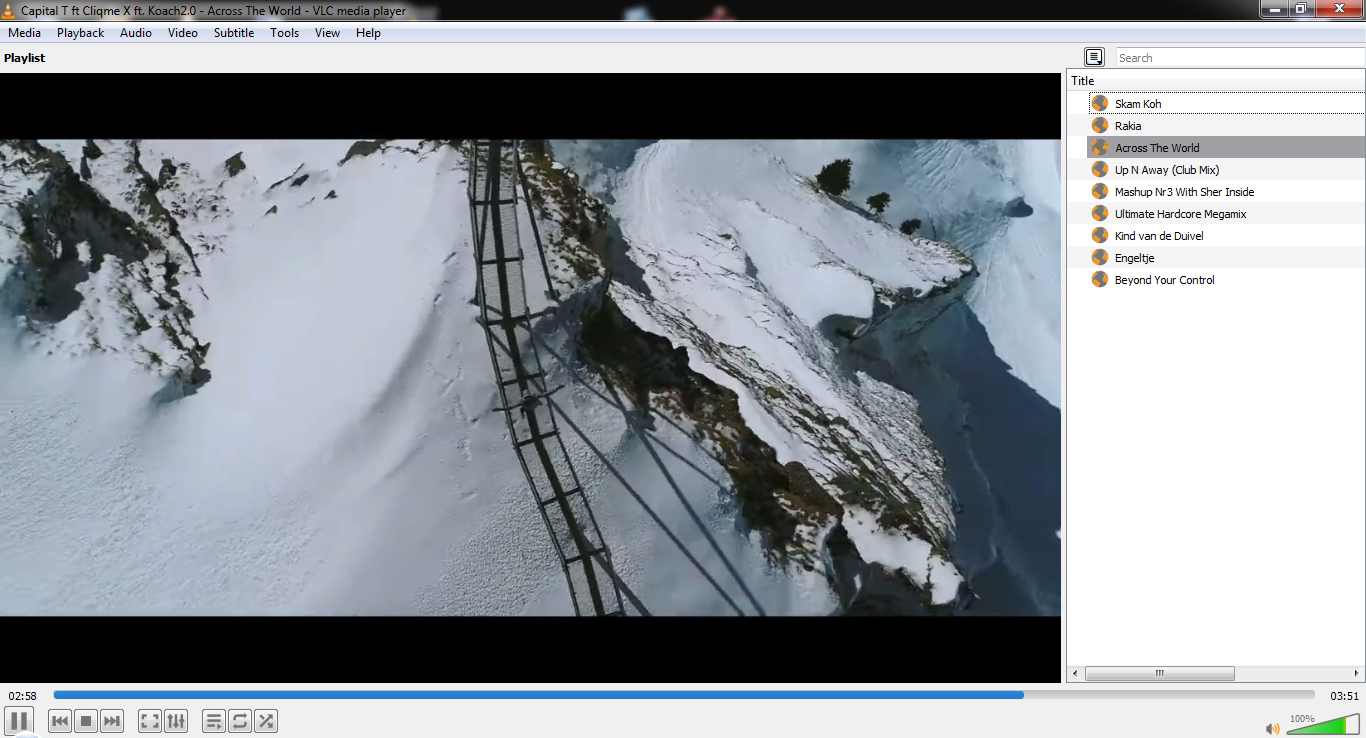 Capital T ft Cliqme X ft. Koach2.0 - Across The World - VLC media player
Media Playback Audio Video Subtitle Tools View Help
Playlist
Search
Title
Skam Koh
Rakia
Across The World
Up N Away (Club Mix)
Mashup Nr3 With Sher Inside
Ultimate Hardcore Megamix
Kind van de Duivel
Engeltje
Beyond Your Control
02:58
03:51
100%